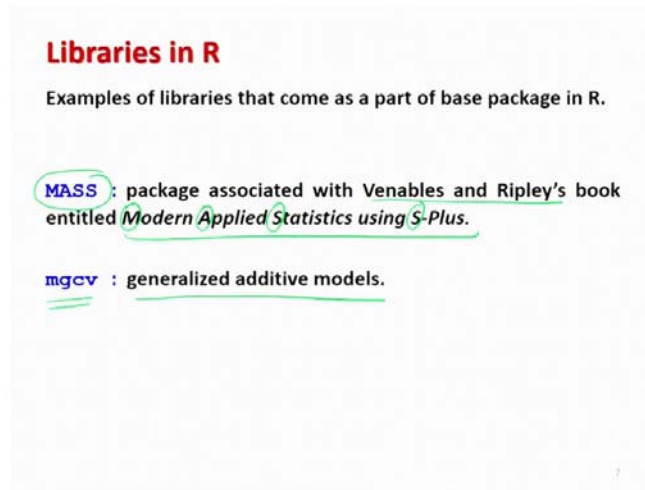 Libraries in R
Examples of libraries that come as a part of base package in R.
MASS : package associated with Venables and Ripley's book
entitled Modern Applied Statistics using S-Plus.
mgcv : generalized additive models.
7